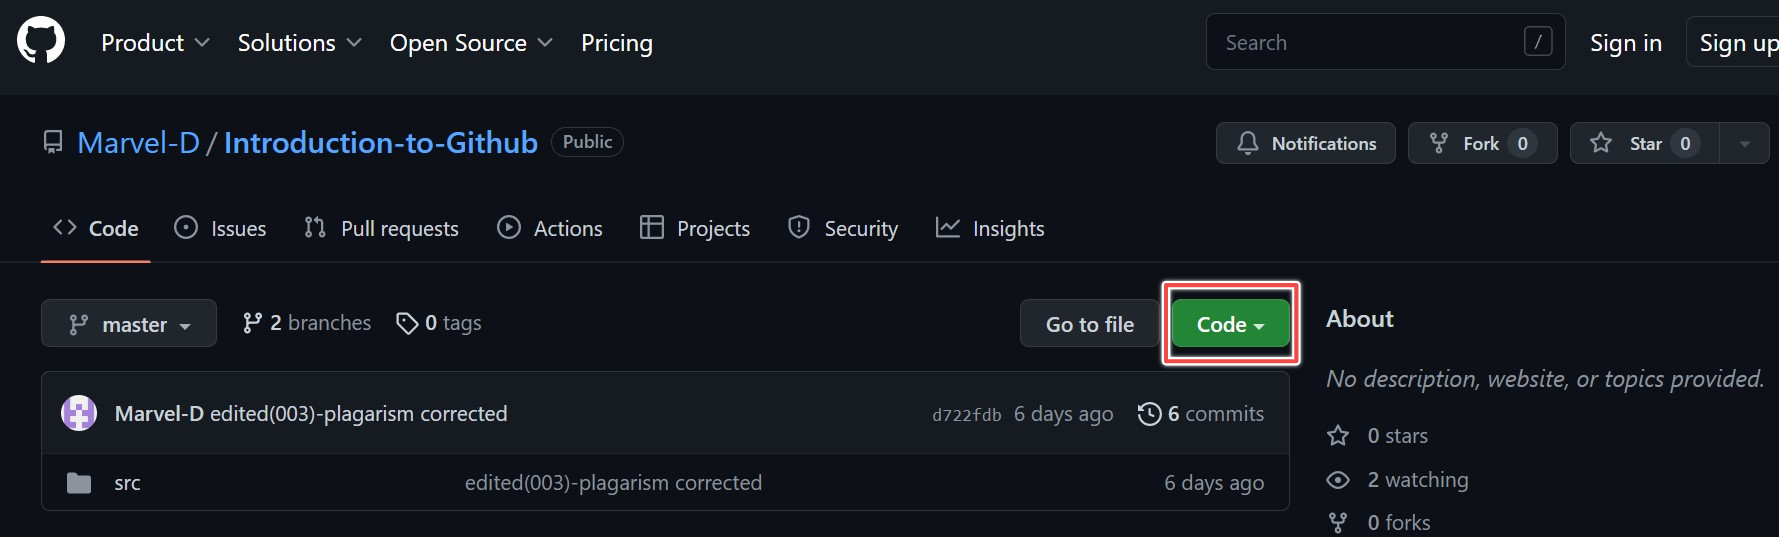 Product Solutions Open Source Pricing Search / Sign in Sign up
Marvel-D / Introduction-to-Github Public Notifications Fork 0 Star 0
Code Issues Pull requests Actions Projects Security Insights
master 2 branches 0 tags Go to file Code About
No description, website, or topics provided.
Marvel-D edited(003)-plagarism corrected d722fdb 6 days ago 6 commits
0 stars
src edited(003)-plagarism corrected 6 days ago
2 watching
0 forks